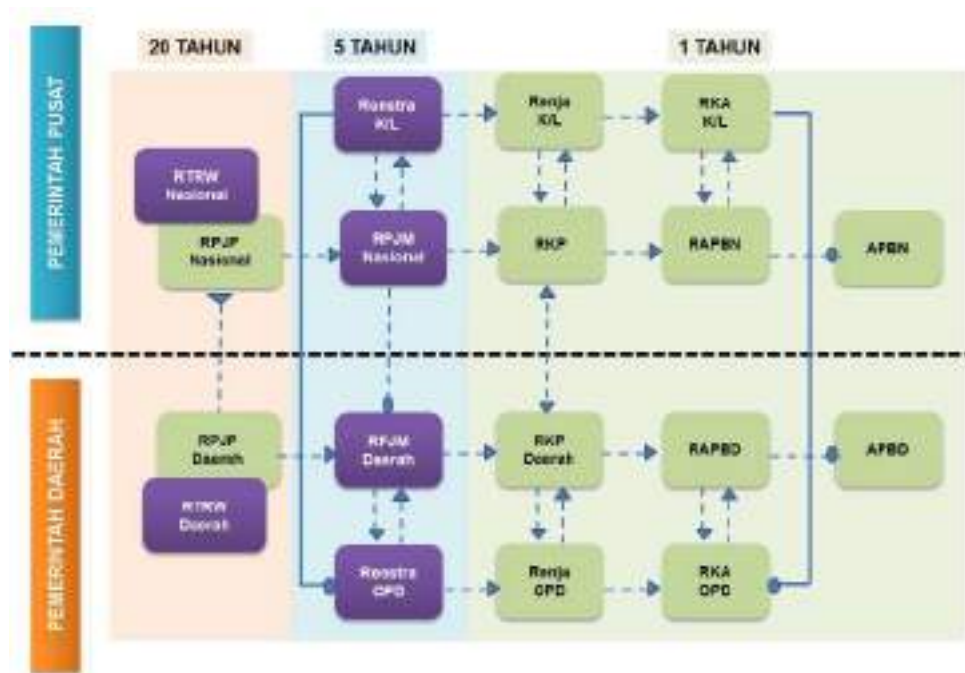 20 TAHUN
5 TAHUN
1 TAHUN
PEMERINTAH PUSAT
Renstra
K/L
Renja
K/L
RKA
K/L
RTRW
Nasional
RPJP
Nasional
RPJM
Nasional
RKP
RAPBN
APBN
PEMERINTAH DAERAH
RPJP
Daerah
RPJM
Daerah
RKP
Daerah
RAPBD
APBD
RTRW
Daerah
Renstra
OPD
Renja
OPD
RKA
OPD